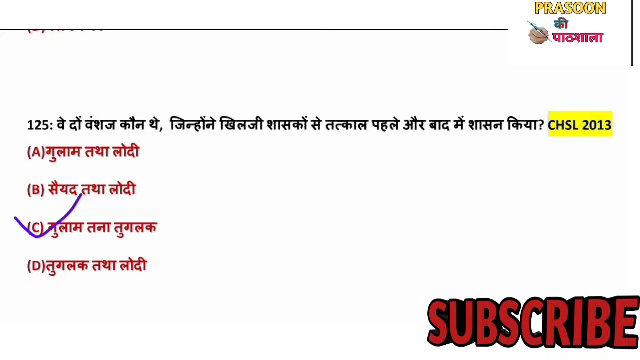 PRASOON
की
पाठशाला
125: वे दों वंशज कौन थे, जिन्होंने खिलजी शासकों से तत्काल पहले और बाद में शासन किया? CHSL 2013
(A)गुलाम तथा लोदी
(B) सैयद तथा लोदी
(C) गुलाम तना तुगलक
(D)तुगलक तथा लोदी
SUBSCRIBE